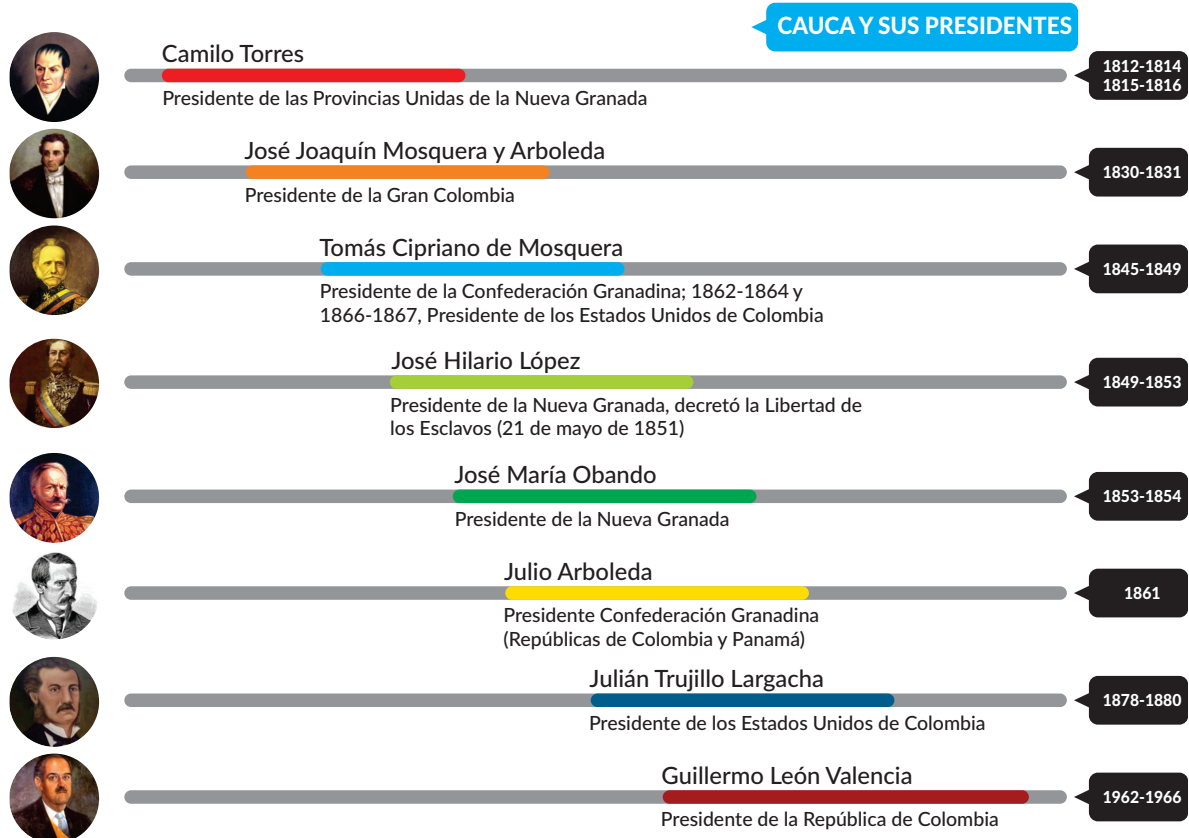 CAUCA Y SUS PRESIDENTES
Camilo Torres
Presidente de las Provincias Unidas de la Nueva Granada
1812-1814
1815-1816
José Joaquín Mosquera y Arboleda
Presidente de la Gran Colombia
1830-1831
Tomás Cipriano de Mosquera
Presidente de la Confederación Granadina; 1862-1864 y
1866-1867, Presidente de los Estados Unidos de Colombia
1845-1849
José Hilario López
Presidente de la Nueva Granada, decretó la Libertad de
los Esclavos (21 de mayo de 1851)
1849-1853
José María Obando
Presidente de la Nueva Granada
1853-1854
Julio Arboleda
Presidente Confederación Granadina
(Repúblicas de Colombia y Panamá)
1861
Julián Trujillo Largacha
Presidente de los Estados Unidos de Colombia
1878-1880
Guillermo León Valencia
Presidente de la República de Colombia
1962-1966